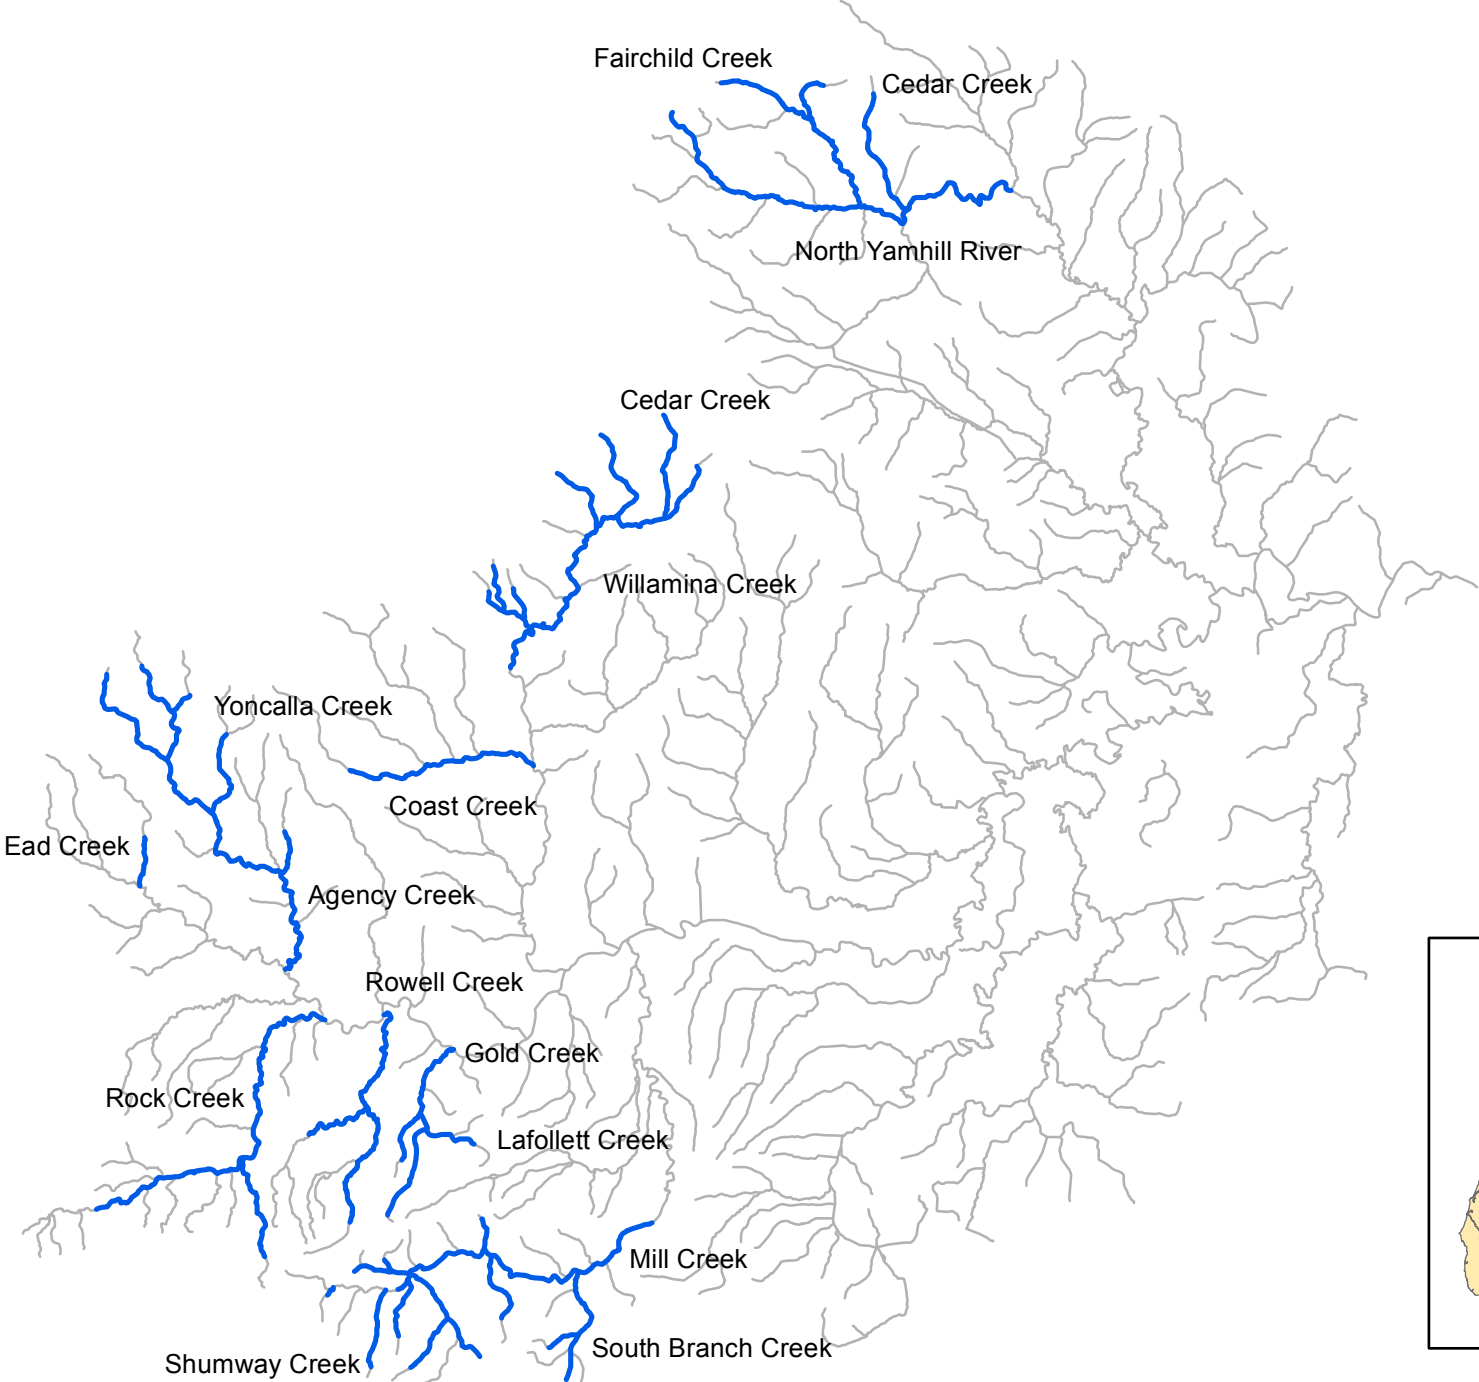 Fairchild Creek
Cedar Creek
North Yamhill River
Cedar Creek
Willamina Creek
Yoncalla Creek
Coast Creek
Ead Creek
Agency Creek
Rowell Creek
Gold Creek
Rock Creek
Lafollett Creek
Mill Creek
South Branch Creek
Shumway Creek